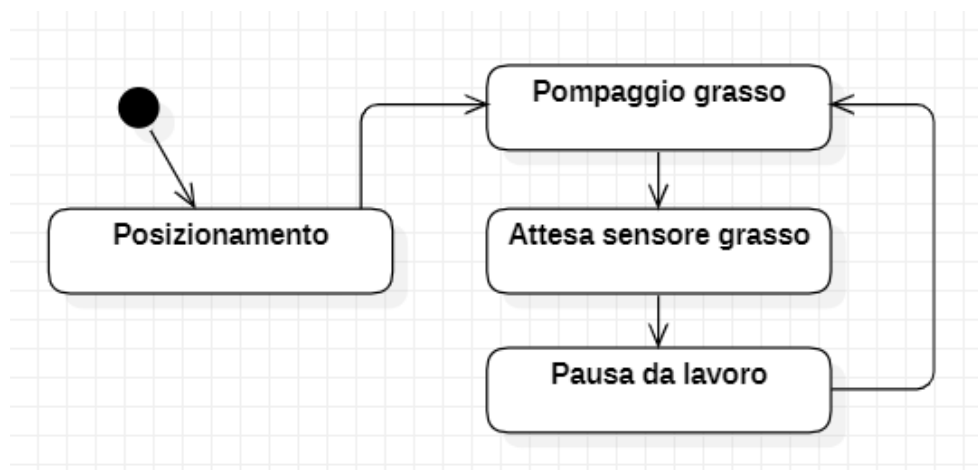 Pompaggio grasso
Posizionamento
Attesa sensore grasso
Pausa da lavoro